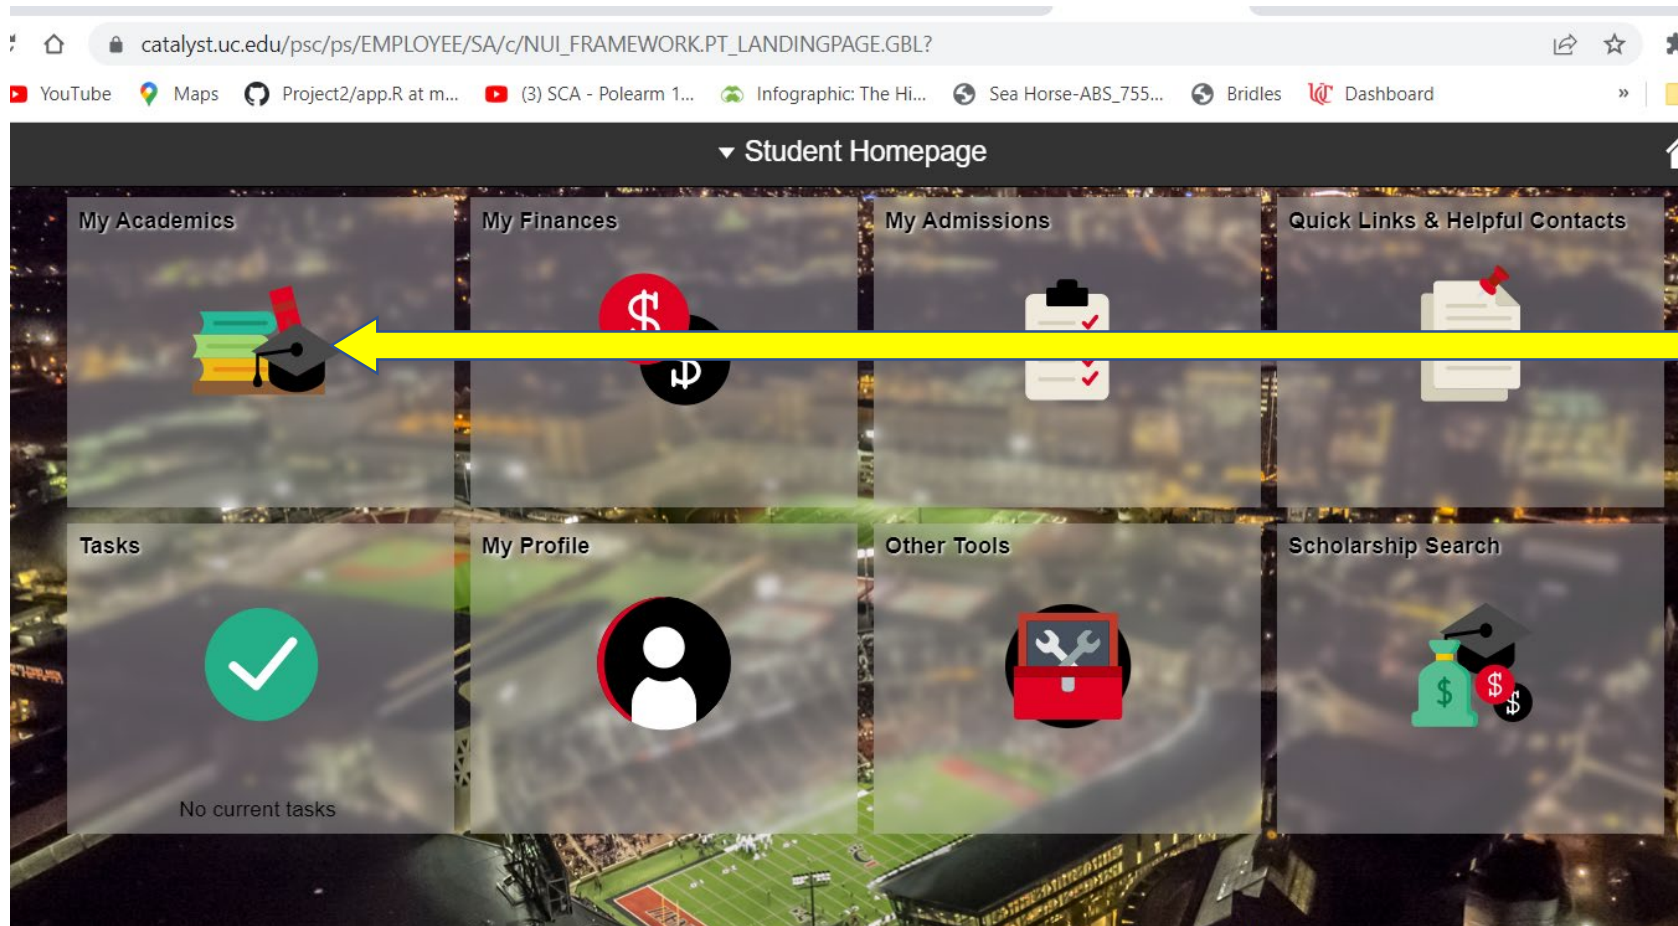 catalyst.uc.edu/psc/ps/EMPLOYEE/SA/c/NUI_FRAMEWORK.PT_LANDINGPAGE.GBL?
YouTube Maps Project2/app.R at m... (3) SCA - Polearm 1... Infographic: The Hi... Sea Horse-ABS_755... Bridles Dashboard »
Student Homepage
My Academics My Finances My Admissions Quick Links & Helpful Contacts
Tasks My Profile Other Tools Scholarship Search
No current tasks